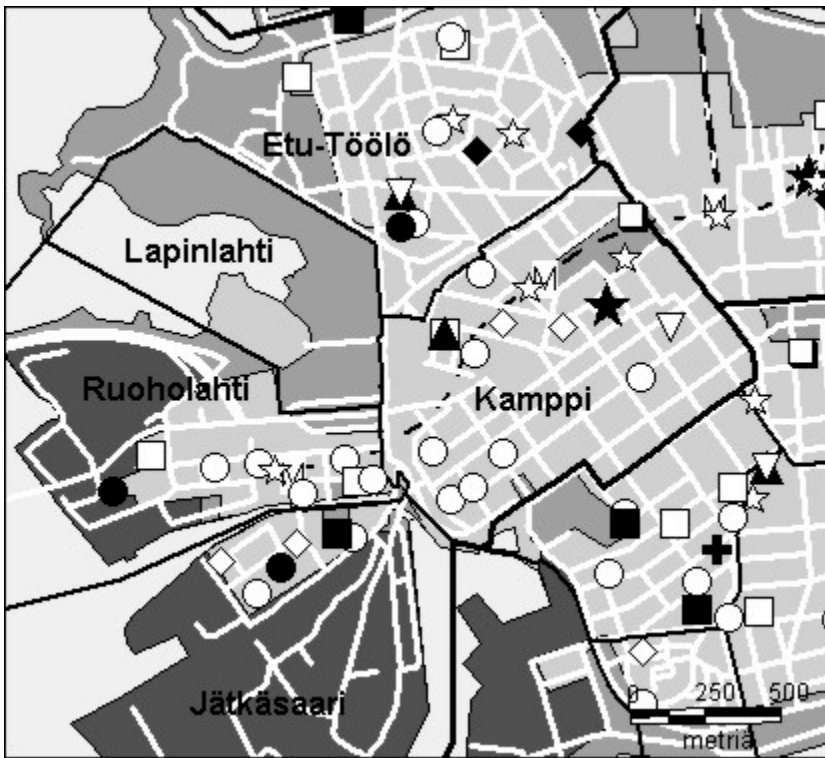 Etu-Töölö
M
Lapinlahti
M
Ruoholahti
Kamppi
M
Jätkäsaari
0 250 500
metriä